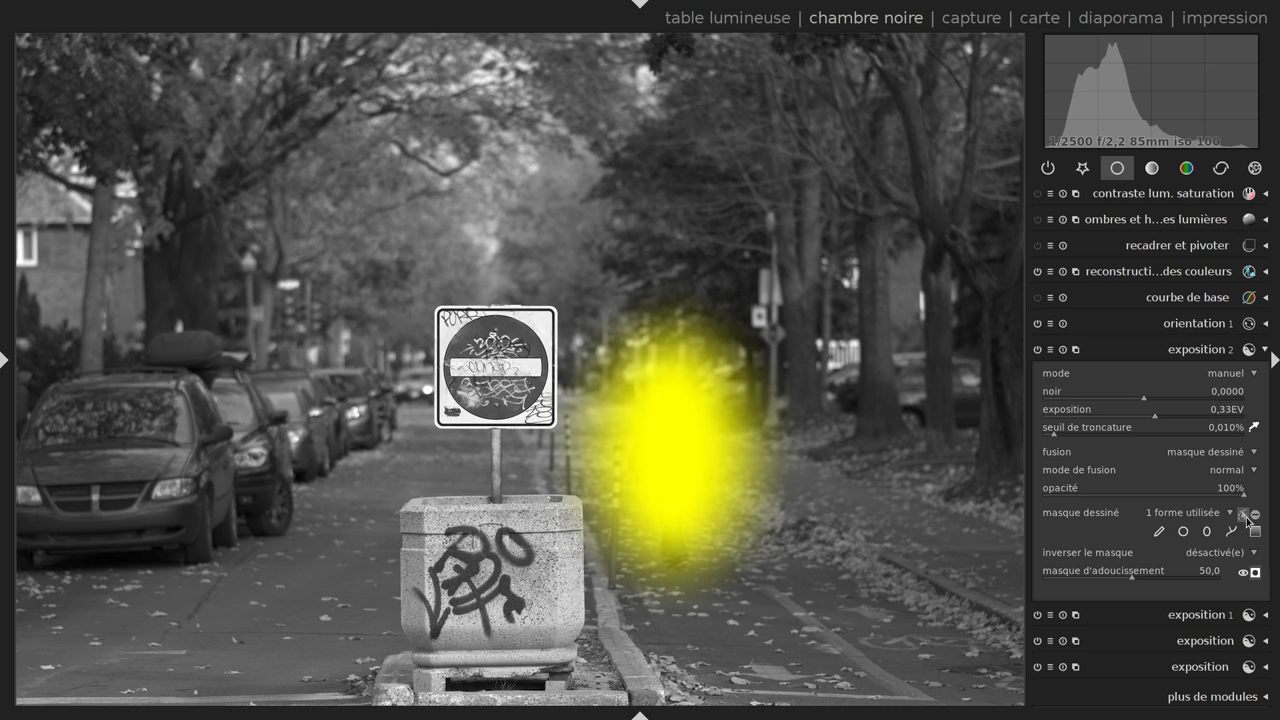 table lumineuse | chambre noire | capture | carte | diaporama | impression
1/2500 f/2,2 85mm iso 100
contraste lum. saturation
ombres et h...es lumières
recadrer et pivoter
reconstructi...des couleurs
courbe de base
orientation 1
exposition 2
mode manuel
noir 0,0000
exposition 0,33EV
seuil de troncature 0,010%
fusion masque dessiné
mode de fusion normal
opacité 100%
masque dessiné 1 forme utilisée
inverser le masque désactivé(e)
masque d'adoucissement 50,0
exposition 1
exposition
exposition
plus de modules